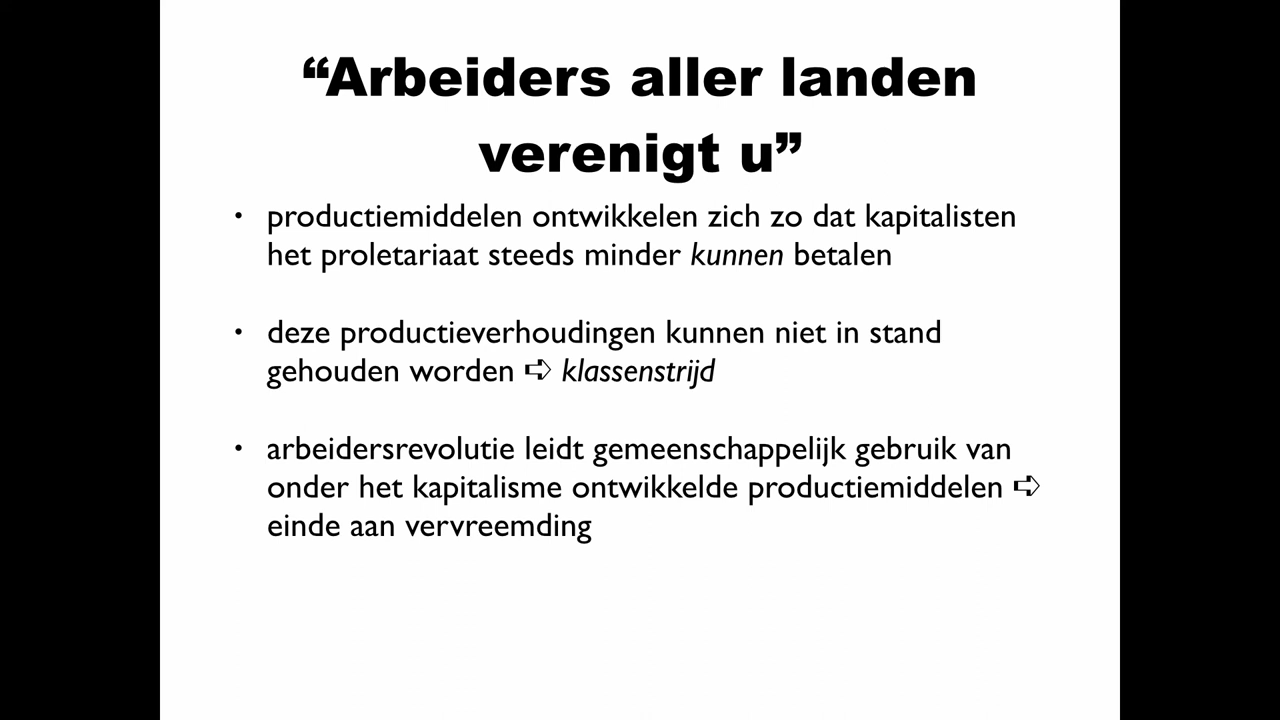 “Arbeiders aller landen
verenigt u”
• productiemiddelen ontwikkelen zich zo dat kapitalisten
het proletariaat steeds minder kunnen betalen
• deze productieverhoudingen kunnen niet in stand
gehouden worden ➪ klassenstrijd
• arbeidersrevolutie leidt gemeenschappelijk gebruik van
onder het kapitalisme ontwikkelde productiemiddelen ➪
einde aan vervreemding